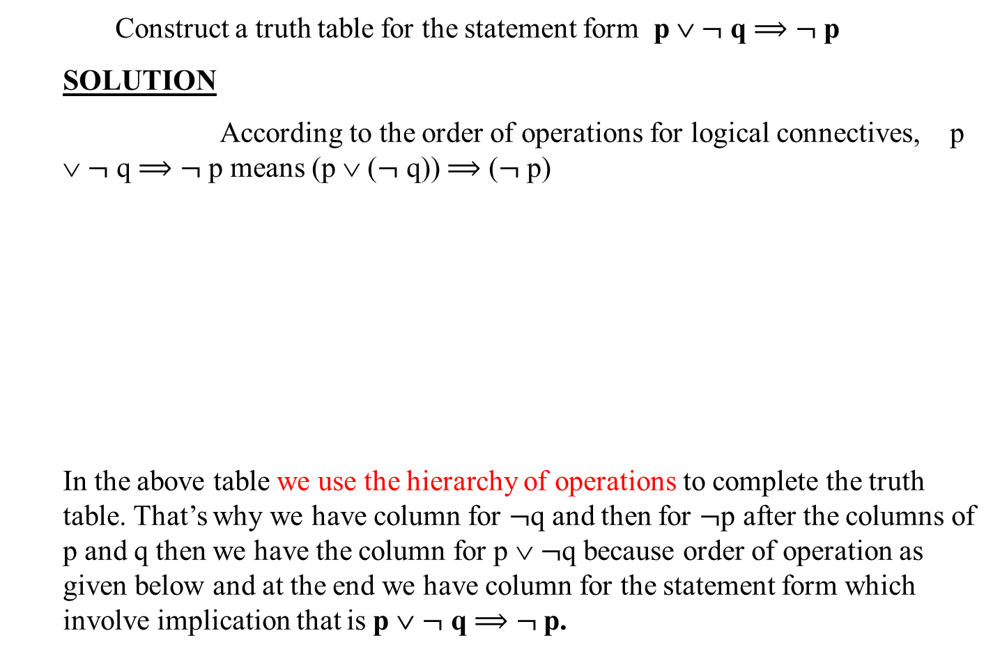 Construct a truth table for the statement form p ∨ ¬ q ⟹ ¬ p
SOLUTION
According to the order of operations for logical connectives, p
∨ ¬ q ⟹ ¬ p means (p ∨ (¬ q)) ⟹ (¬ p)
In the above table we use the hierarchy of operations to complete the truth
table. That’s why we have column for ¬q and then for ¬p after the columns of
p and q then we have the column for p ∨ ¬q because order of operation as
given below and at the end we have column for the statement form which
involve implication that is p ∨ ¬ q ⟹ ¬ p.